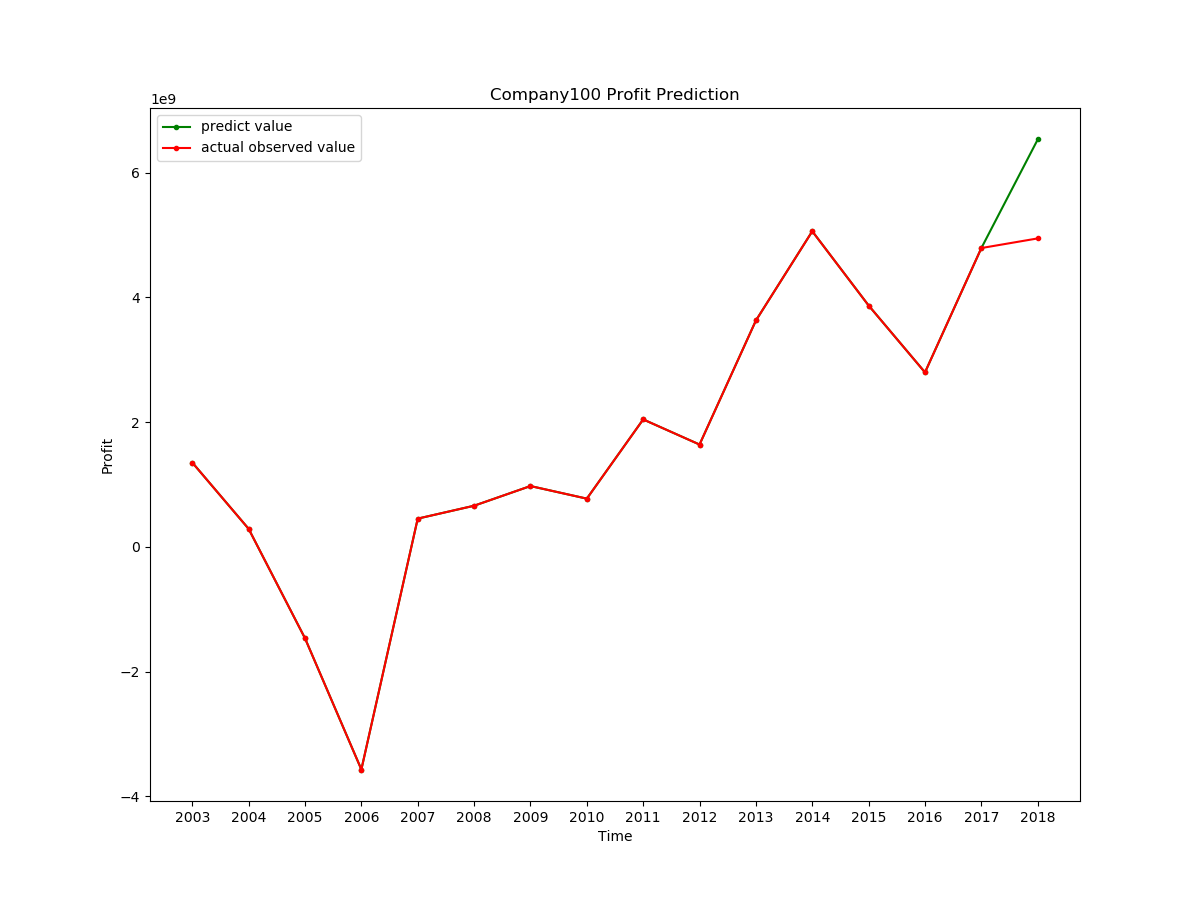 Company100 Profit Prediction
1e9
predict value
actual observed value
6
4
2
0
−2
−4
Profit
2003 2004 2005 2006 2007 2008 2009 2010 2011 2012 2013 2014 2015 2016 2017 2018
Time